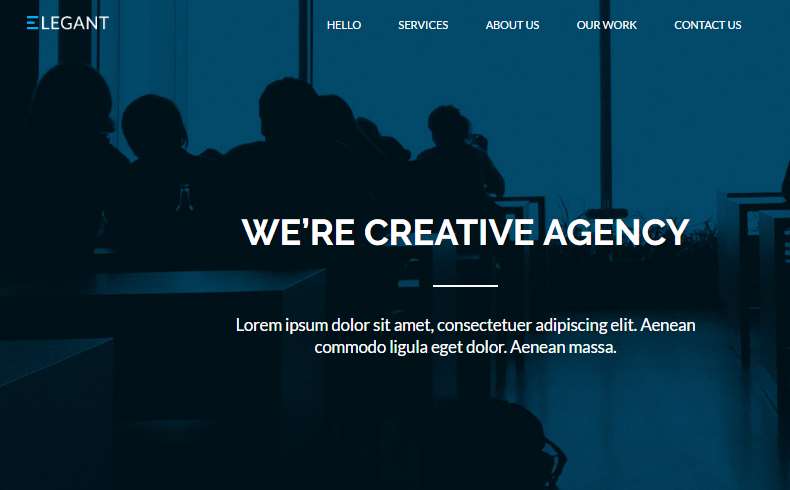 ELEGANT
HELLO SERVICES ABOUT US OUR WORK CONTACT US
WE’RE CREATIVE AGENCY
Lorem ipsum dolor sit amet, consectetuer adipiscing elit. Aenean
commodo ligula eget dolor. Aenean massa.